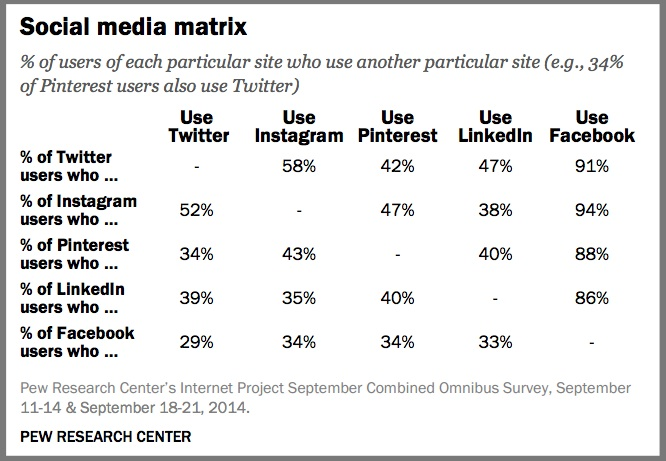 Social media matrix
% of users of each particular site who use another particular site (e.g., 34%
of Pinterest users also use Twitter)
Use Twitter Use Instagram Use Pinterest Use LinkedIn Use Facebook
% of Twitter users who ... - 58% 42% 47% 91%
% of Instagram users who ... 52% - 47% 38% 94%
% of Pinterest users who ... 34% 43% - 40% 88%
% of LinkedIn users who ... 39% 35% 40% - 86%
% of Facebook users who ... 29% 34% 34% 33% -
Pew Research Center's Internet Project September Combined Omnibus Survey, September
11-14 & September 18-21, 2014.
PEW RESEARCH CENTER